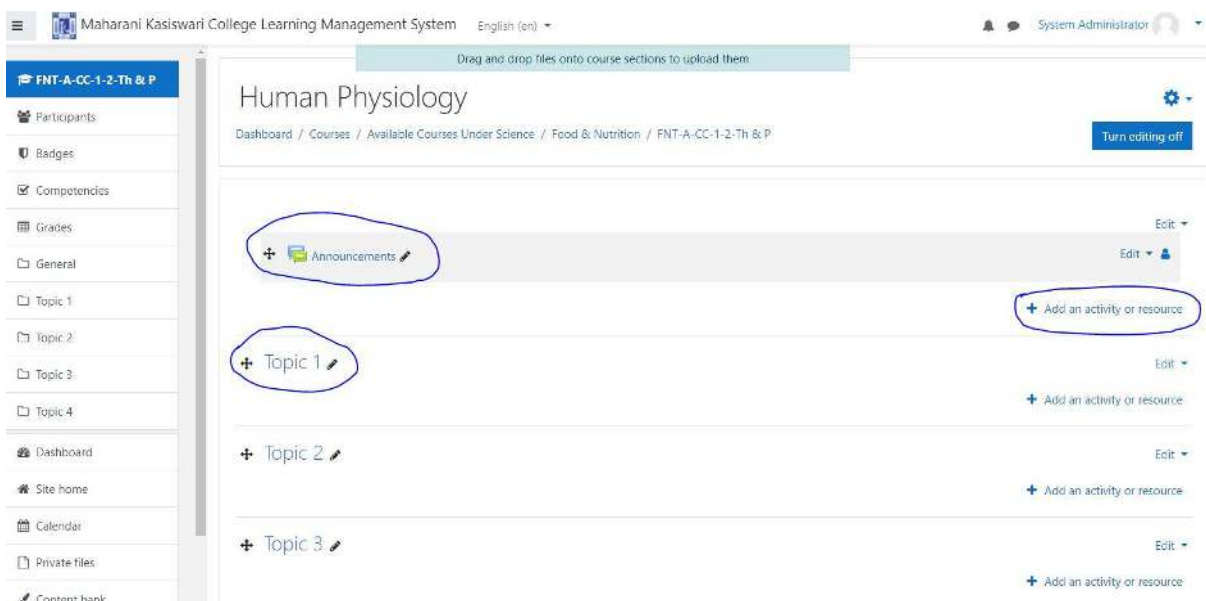 Maharani Kasiswari College Learning Management System English (en)
System Administrator
Drag and drop files onto course sections to upload them
FNT-A-CC-1-2-Th & P
Participants
Badges
Competencies
Grades
General
Topic 1
Topic 2
Topic 3
Topic 4
Dashboard
Site home
Calendar
Private files
Content bank
Human Physiology
Dashboard / Courses / Available Courses Under Science / Food & Nutrition / FNT-A-CC-1-2-Th & P
Turn editing off
Edit
Announcements
Edit
Add an activity or resource
Topic 1
Edit
Add an activity or resource
Topic 2
Edit
Add an activity or resource
Topic 3
Edit
Add an activity or resource